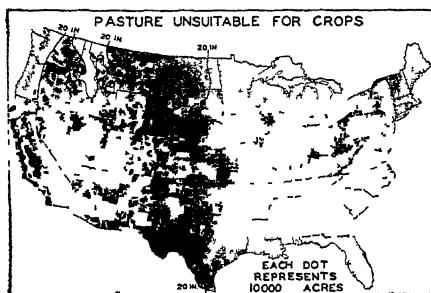 PASTURE UNSUITABLE FOR CROPS
20 IN
20 IN
20 IN
EACH DOT
REPRESENTS
10000 ACRES
20 IN.